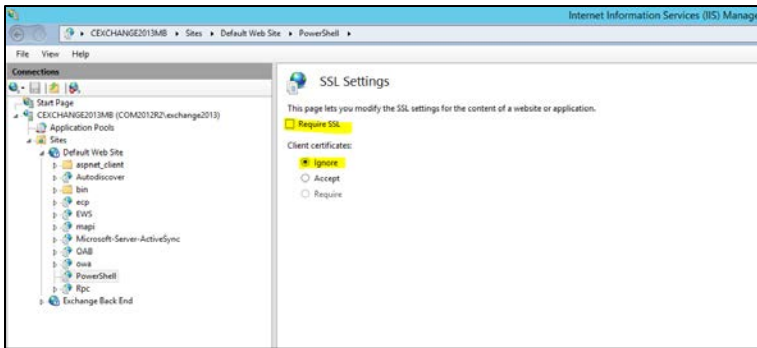 Internet Information Services (IIS) Manage
CEXCHANGE2013MB Sites Default Web Site PowerShell
File View Help
Connections
Start Page
CEXCHANGE2013MB (COM2012R2\exchange2013)
Application Pools
Sites
Default Web Site
aspnet_client
Autodiscover
bin
ecp
EWS
mapi
Microsoft-Server-ActiveSync
OAB
owa
PowerShell
Rpc
Exchange Back End
SSL Settings
This page lets you modify the SSL settings for the content of a website or application.
Require SSL
Client certificates:
Ignore
Accept
Require